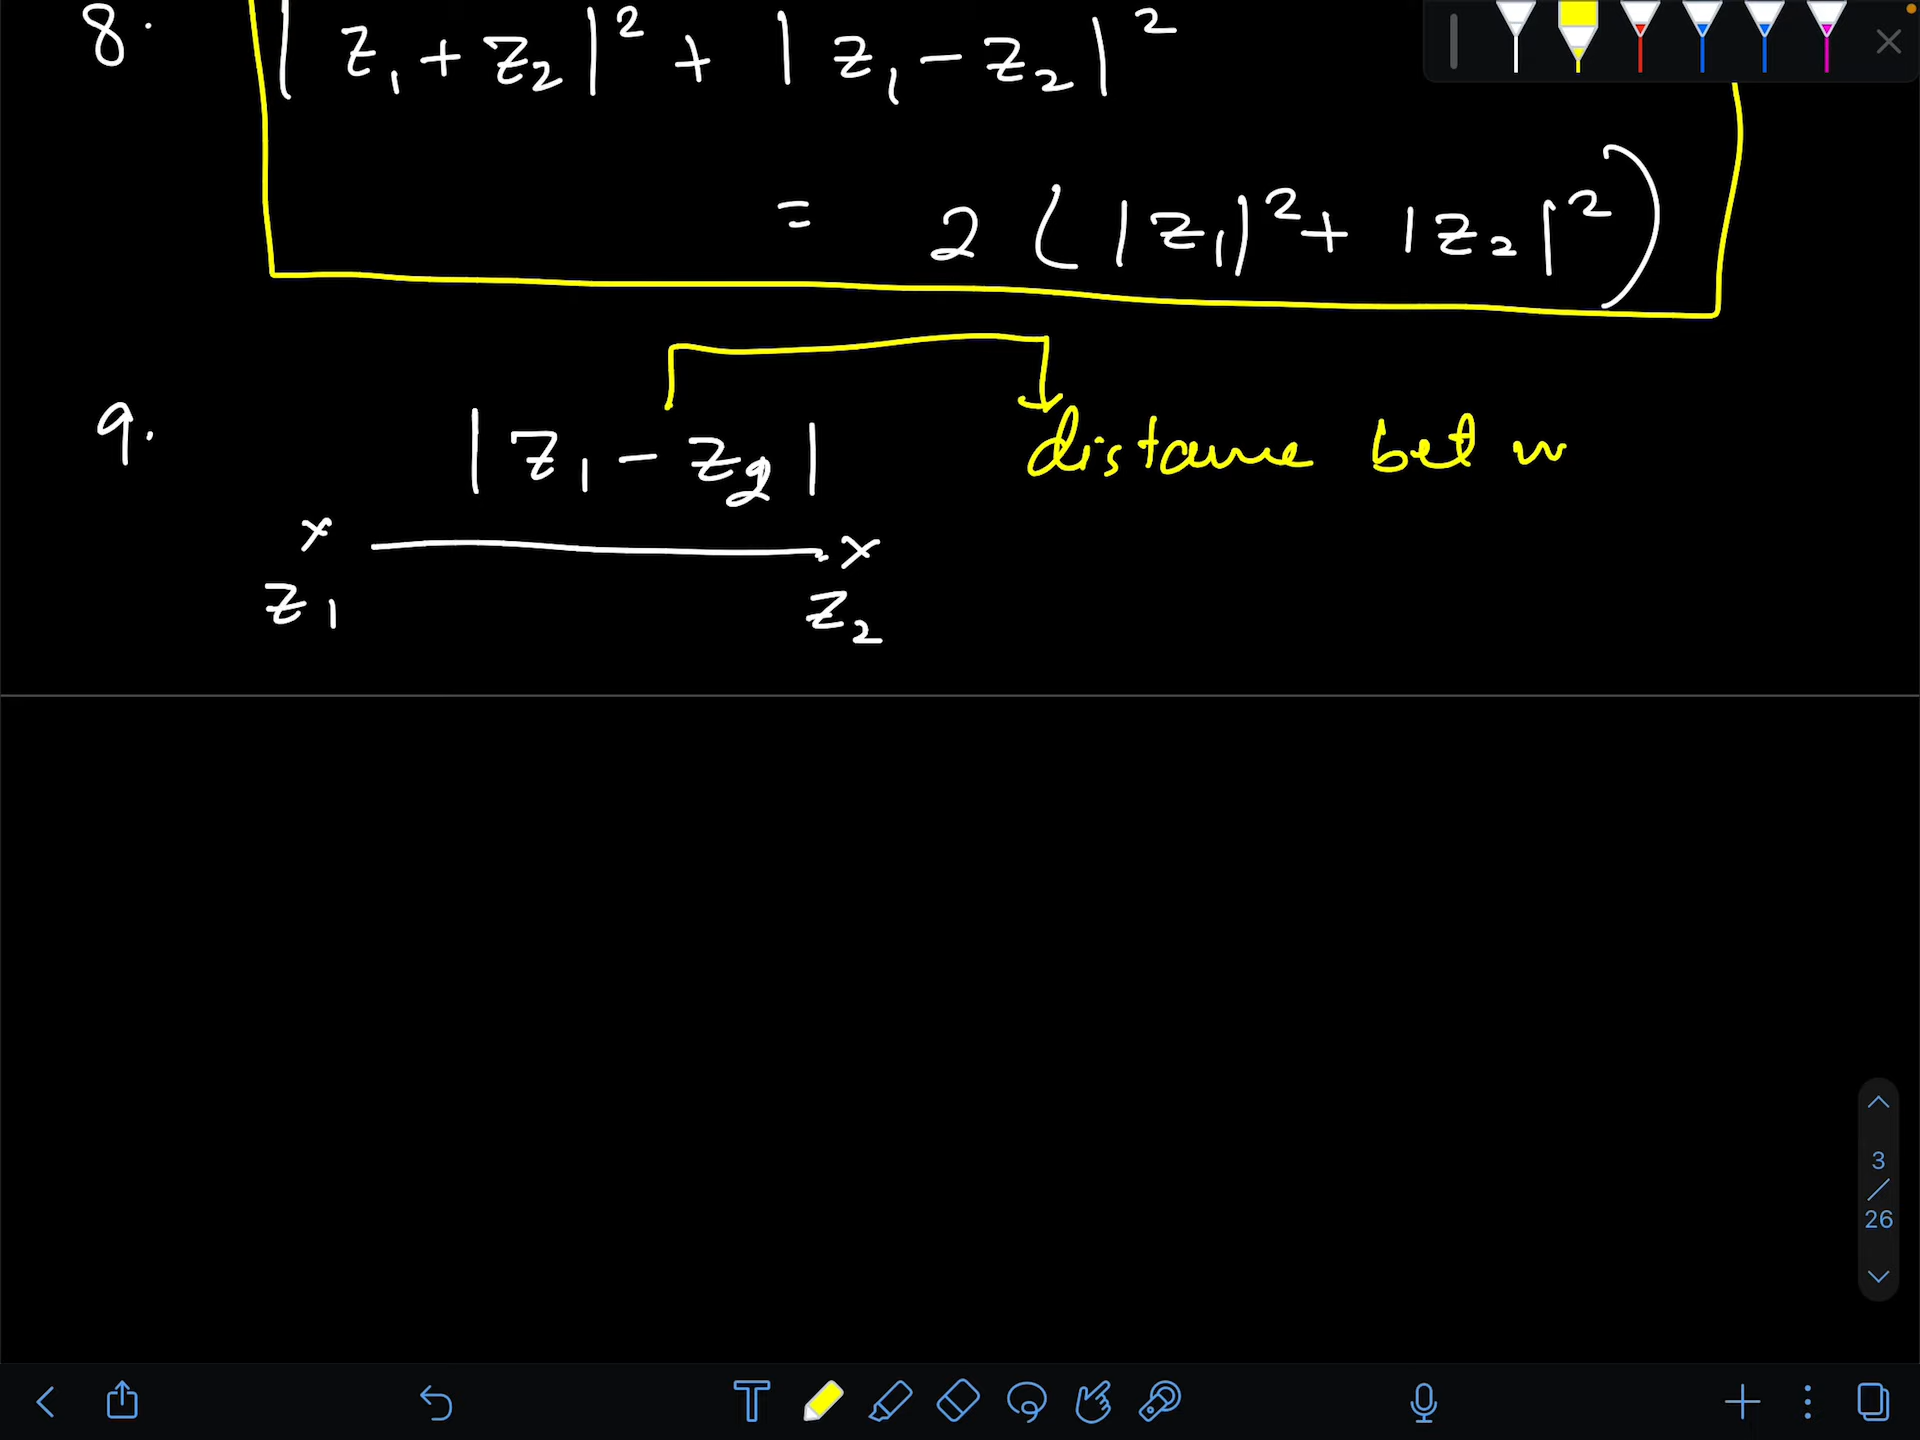 8. | z₁ + z₂ |² + | z₁ - z₂ |²
= 2 ( |z₁|² + |z₂|² )
9. | z₁ - z₂ | distance bet w
x x
z₁ z₂
3
/
26
T